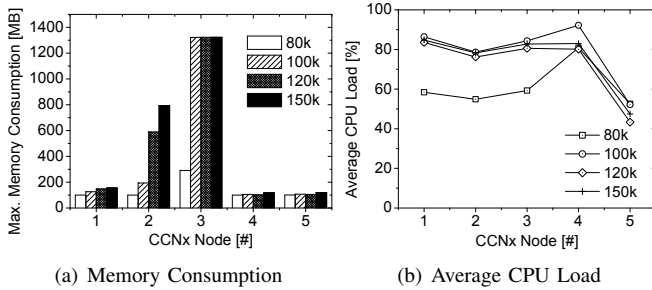 Max. Memory Consumption [MB]
1400
1200
1000
800
600
400
200
0
1 2 3 4 5
CCNx Node [#]
80k
100k
120k
150k
(a) Memory Consumption
Average CPU Load [%]
100
80
60
40
20
0
1 2 3 4 5
CCNx Node [#]
80k
100k
120k
150k
(b) Average CPU Load